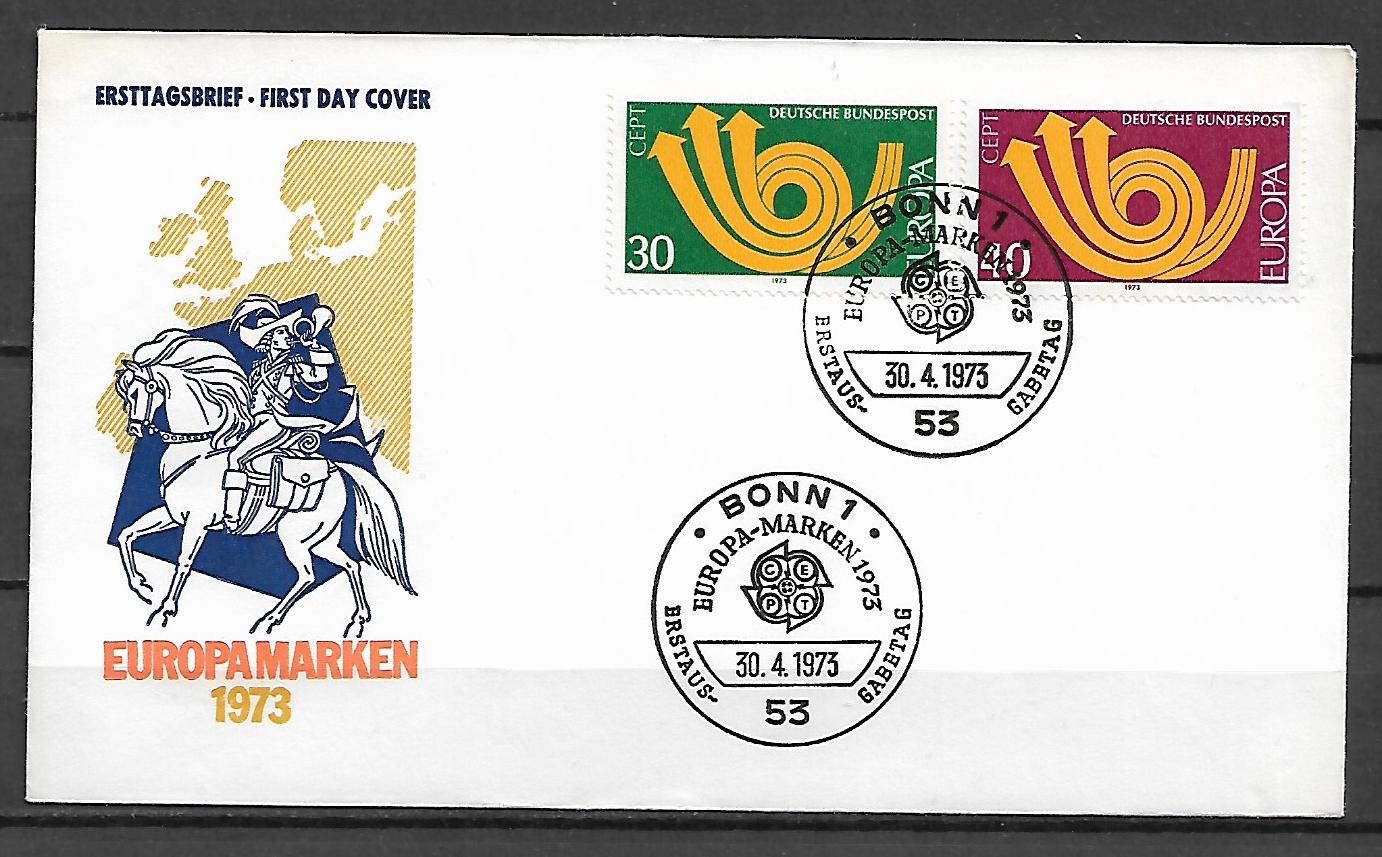 ERSTTAGSBRIEF · FIRST DAY COVER
EUROPAMARKEN
1973
CEPT
DEUTSCHE BUNDESPOST
30
EUROPA
1973
CEPT
DEUTSCHE BUNDESPOST
40
EUROPA
1973
• BONN 1 •
EUROPA-MARKEN 1973
C E
P T
ERSTAUS-
GABETAG
30.4.1973
53
• BONN 1 •
EUROPA-MARKEN 1973
C E
P T
ERSTAUS-
GABETAG
30.4.1973
53